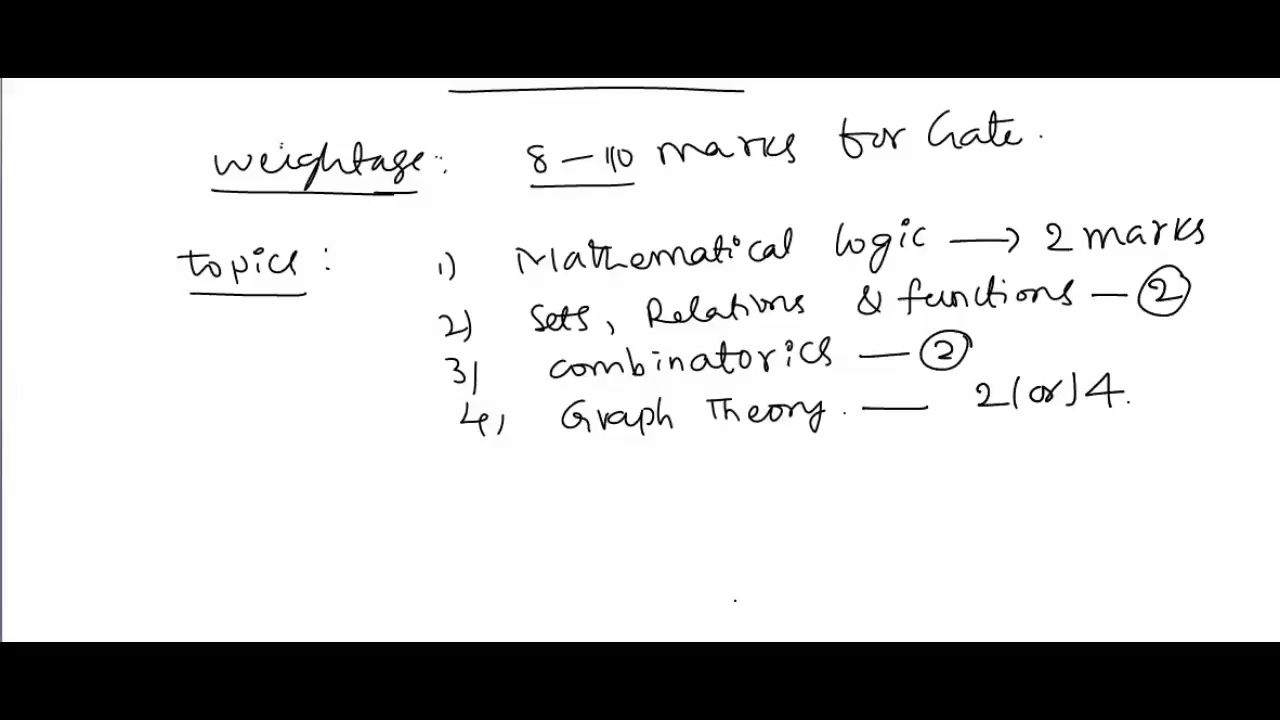 weightage: 8 – 10 marks for Gate.
topics: 1) Mathematical logic → 2 marks
2) Sets, Relations & functions – 2
3) combinatorics – 2
4) Graph Theory. — 2 (or) 4.